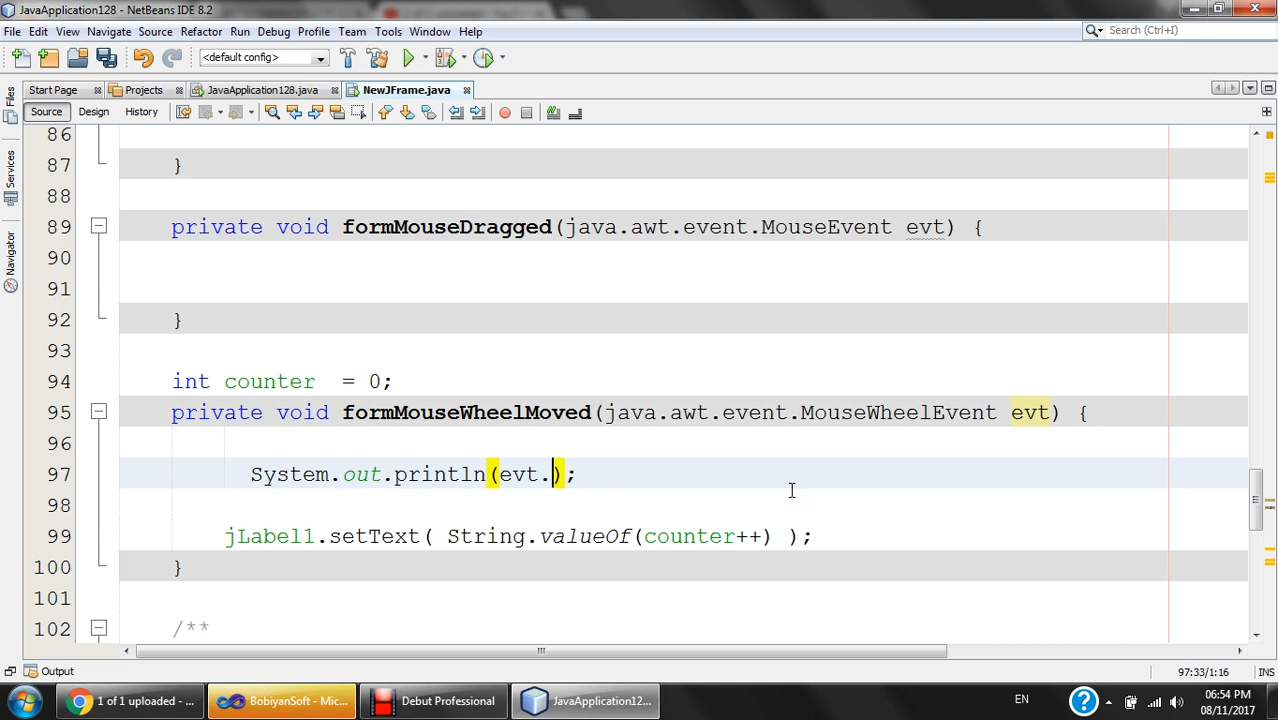 JavaApplication128 - NetBeans IDE 8.2
File Edit View Navigate Source Refactor Run Debug Profile Team Tools Window Help
Search (Ctrl+I)
<default config>
Start Page Projects JavaApplication128.java NewJFrame.java
Source Design History
Files
Services
Navigator
86
87 }
88
89 private void formMouseDragged(java.awt.event.MouseEvent evt) {
90
91
92 }
93
94 int counter = 0;
95 private void formMouseWheelMoved(java.awt.event.MouseWheelEvent evt) {
96
97 System.out.println(evt.);
98
99 jLabel1.setText( String.valueOf(counter++) );
100 }
101
102 /**
Output
97:33/1:16 INS
1 of 1 uploaded - ... BobiyanSoft - Mic... Debut Professional JavaApplication12... EN 06:54 PM
08/11/2017